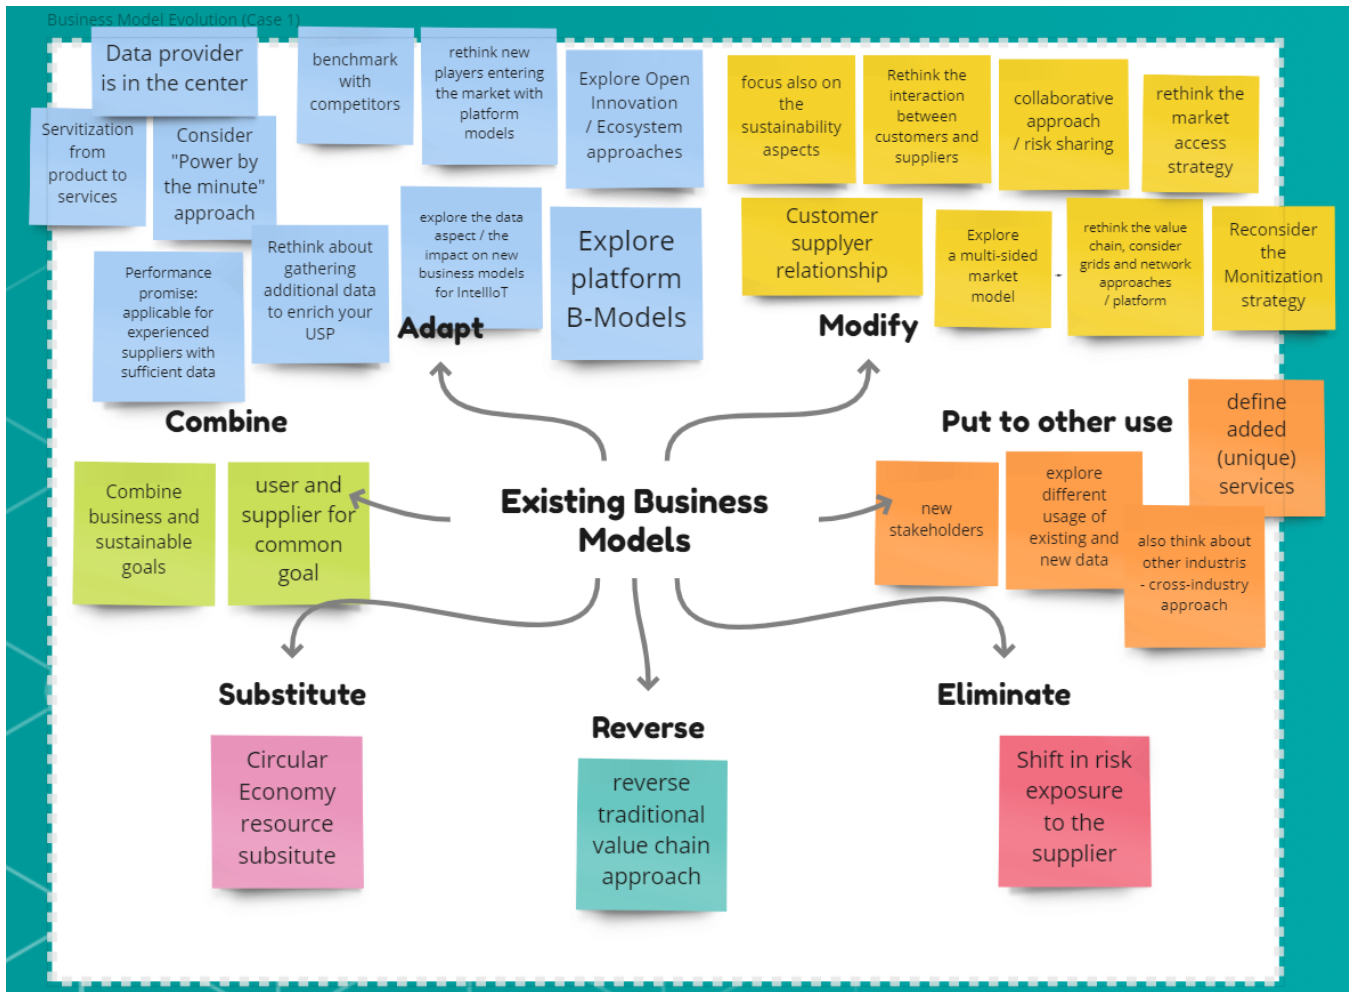 Business Model Evolution (Case 1)
Data provider
is in the center
benchmark
with
competitors
rethink new
players entering
the market with
platform
models
Explore Open
Innovation
/ Ecosystem
approaches
Servitization
from
product to
services
Consider
"Power by
the minute"
approach
Performance
promise:
applicable for
experienced
suppliers with
sufficient data
Rethink about
gathering
additional data
to enrich your
USP
explore the data
aspect / the
impact on new
business models
for IntellIoT
Explore
platform
B-Models
Adapt
focus also on
the
sustainability
aspects
Rethink the
interaction
between
customers and
suppliers
collaborative
approach
/ risk sharing
rethink the
market
access
strategy
Customer
supplyer
relationship
Explore
a multi-sided
market
model
-
rethink the value
chain, consider
grids and network
approaches
/ platform
Reconsider
the
Monitization
strategy
Modify
Combine
Combine
business and
sustainable
goals
user and
supplier for
common
goal
Existing Business
Models
Put to other use
define
added
(unique)
services
new
stakeholders
explore
different
usage of
existing and
new data
also think about
other industris
- cross-industry
approach
Substitute
Circular
Economy
resource
subsitute
Reverse
reverse
traditional
value chain
approach
Eliminate
Shift in risk
exposure
to the
supplier